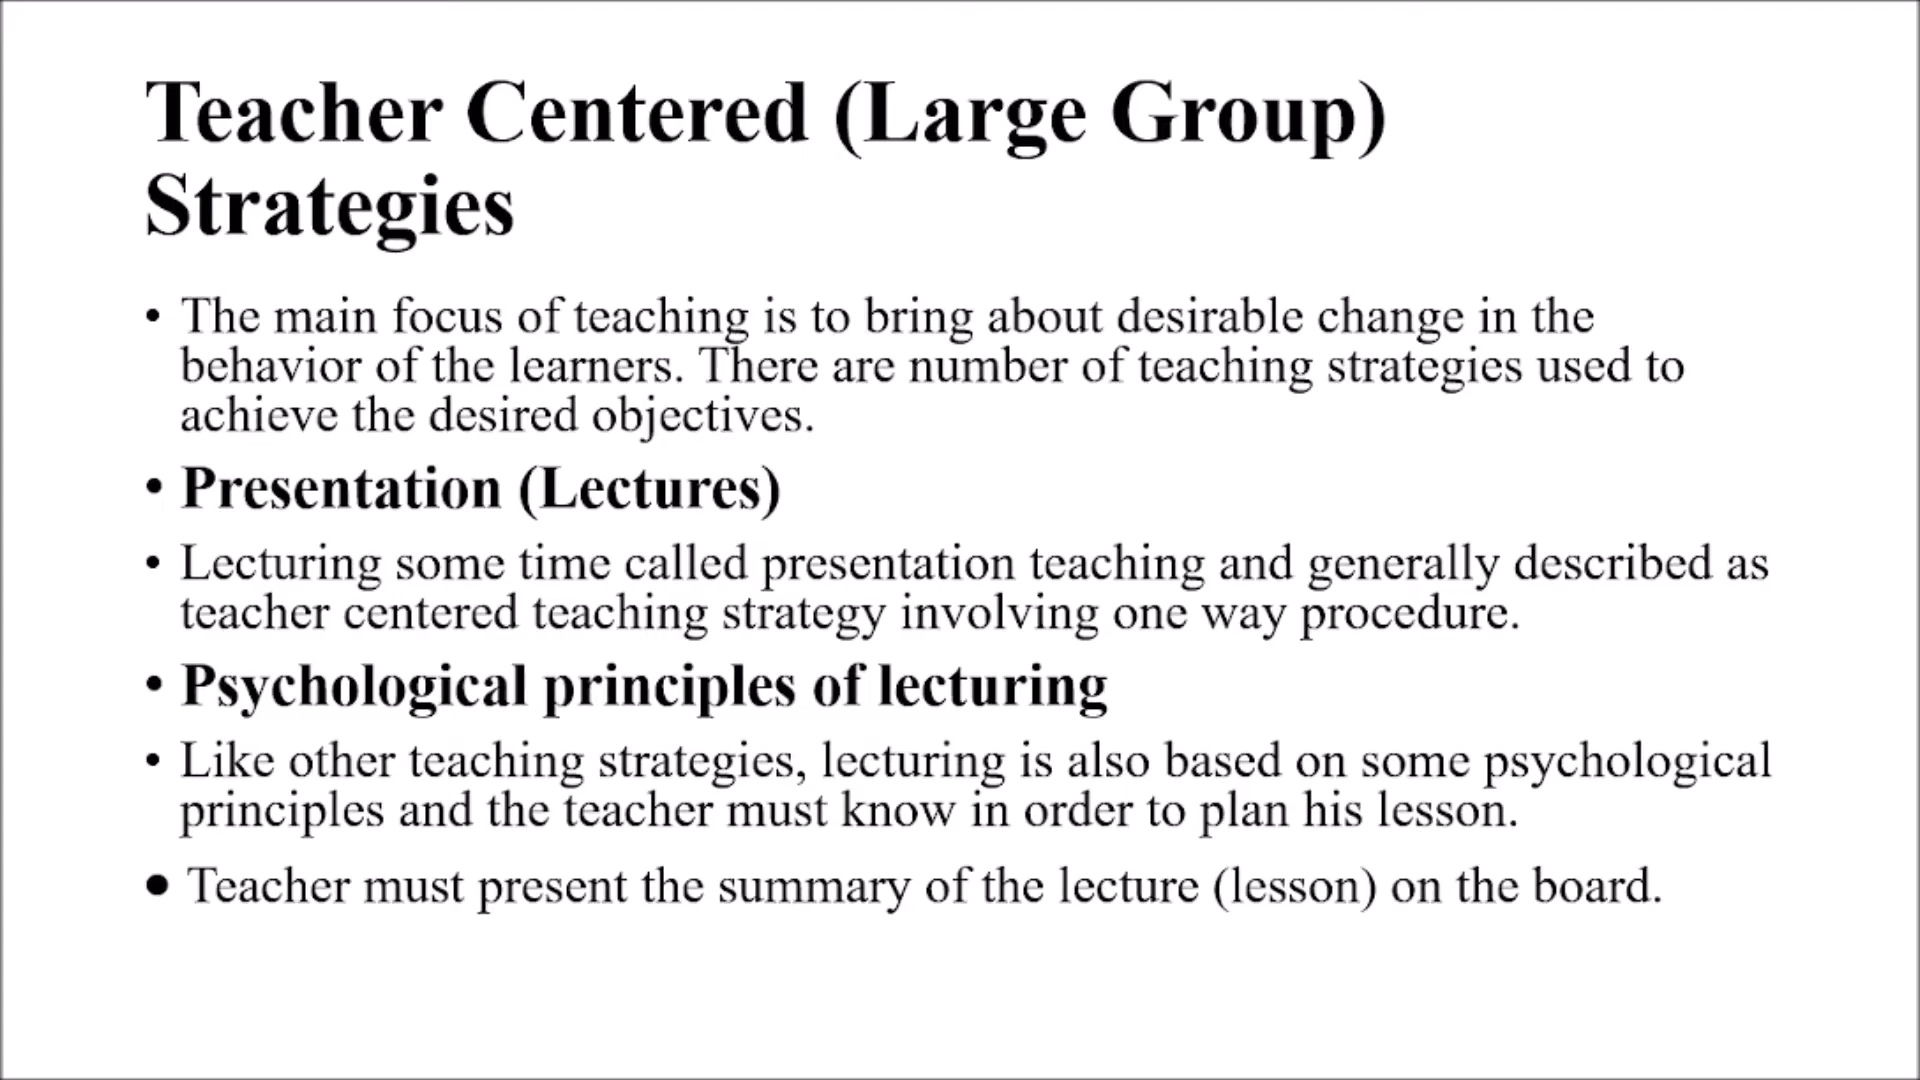 Teacher Centered (Large Group)
Strategies
• The main focus of teaching is to bring about desirable change in the
behavior of the learners. There are number of teaching strategies used to
achieve the desired objectives.
• Presentation (Lectures)
• Lecturing some time called presentation teaching and generally described as
teacher centered teaching strategy involving one way procedure.
• Psychological principles of lecturing
• Like other teaching strategies, lecturing is also based on some psychological
principles and the teacher must know in order to plan his lesson.
• Teacher must present the summary of the lecture (lesson) on the board.